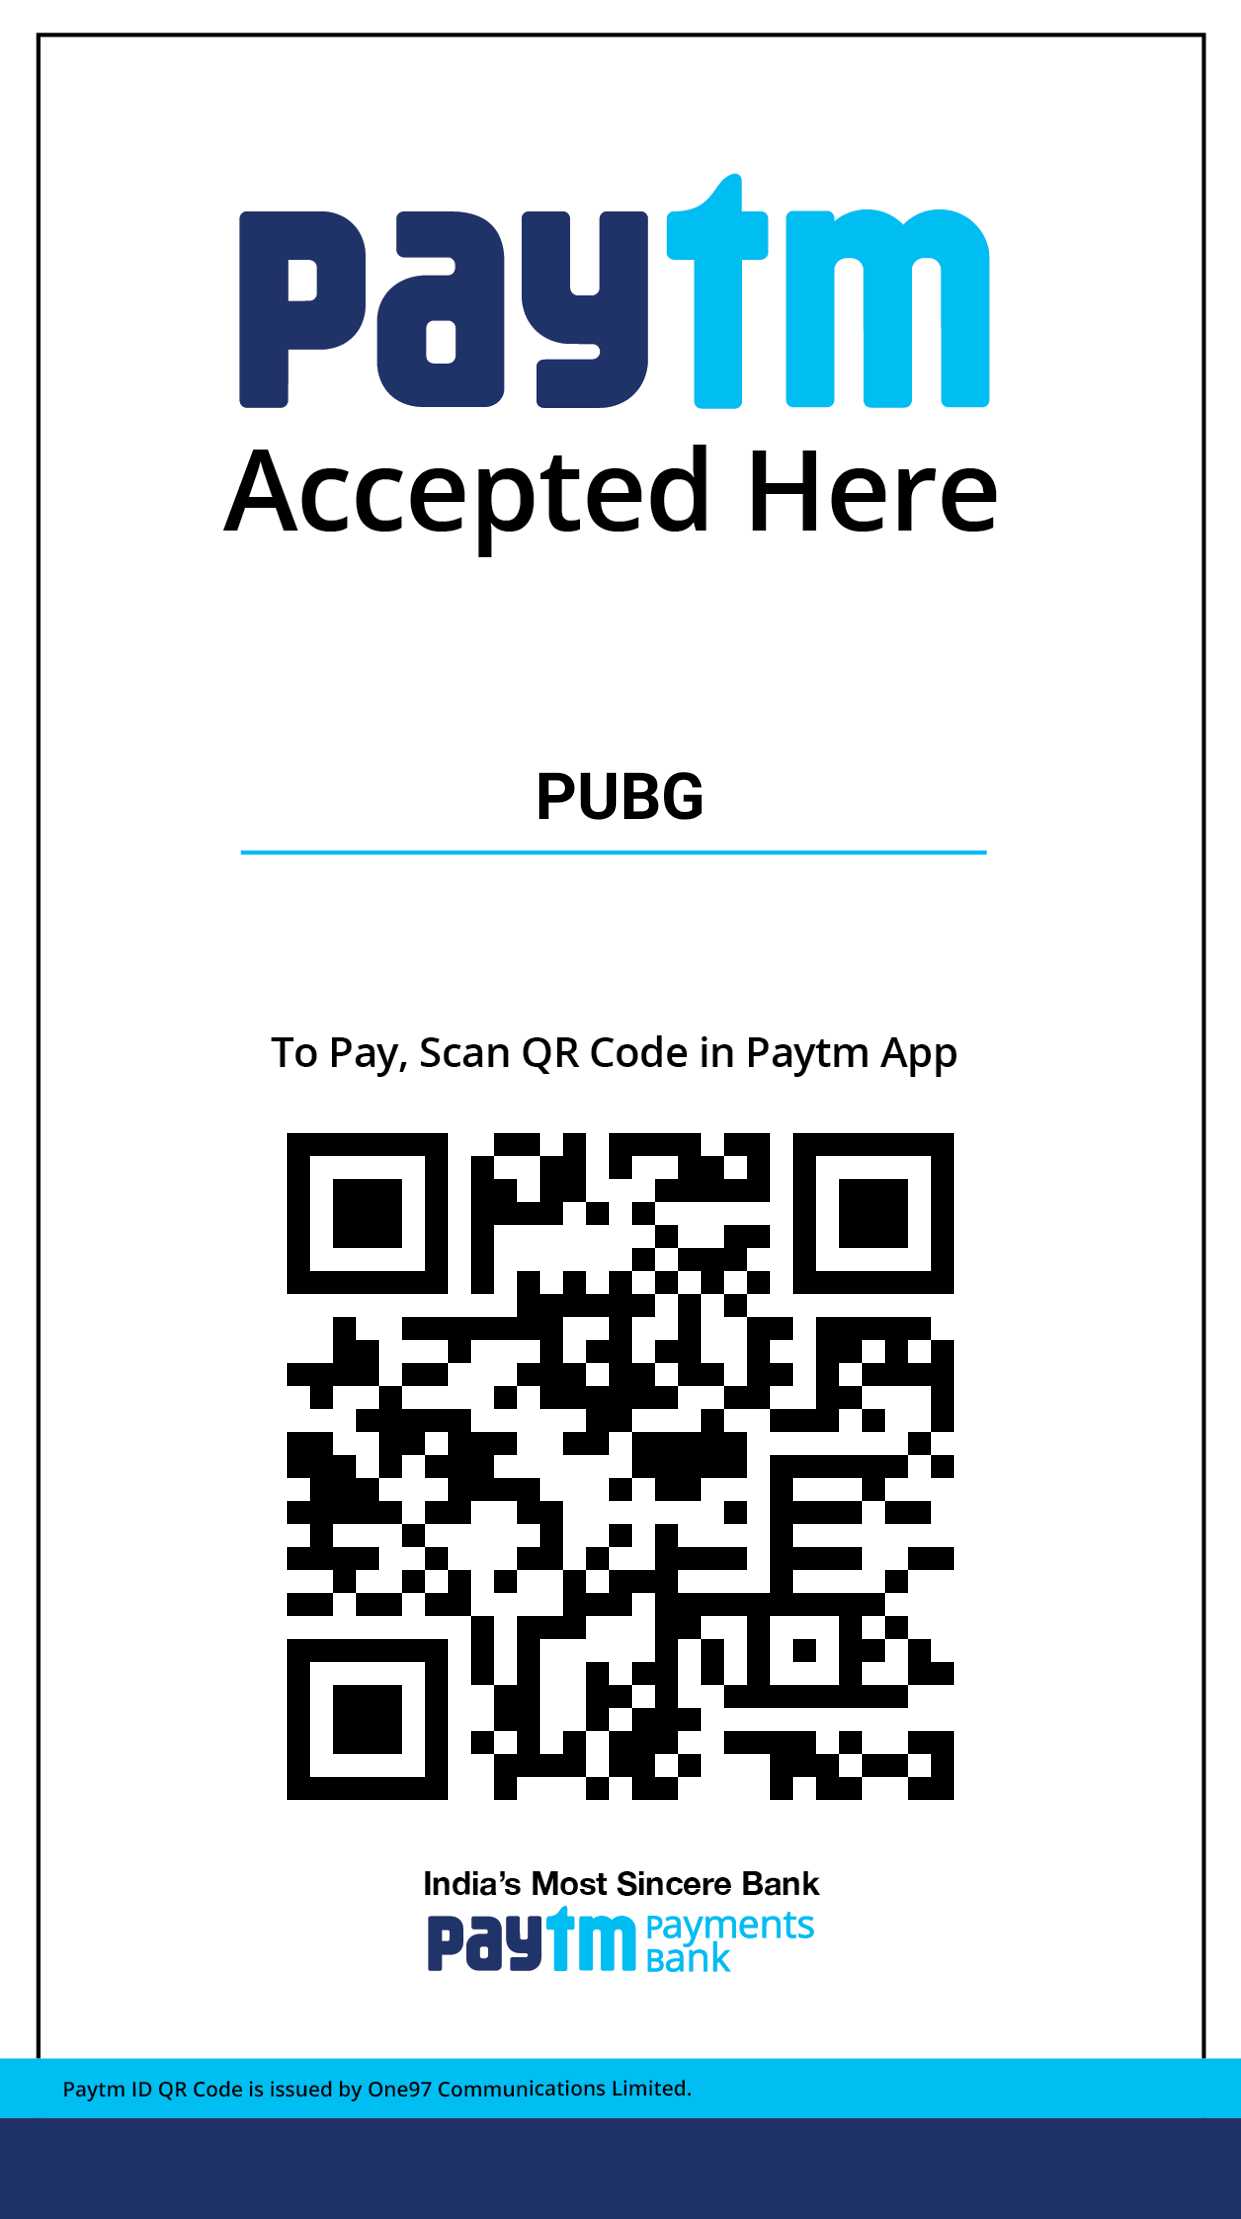 paytm
Accepted Here
PUBG
To Pay, Scan QR Code in Paytm App
India's Most Sincere Bank
paytm Payments
Bank
Paytm ID QR Code is issued by One97 Communications Limited.